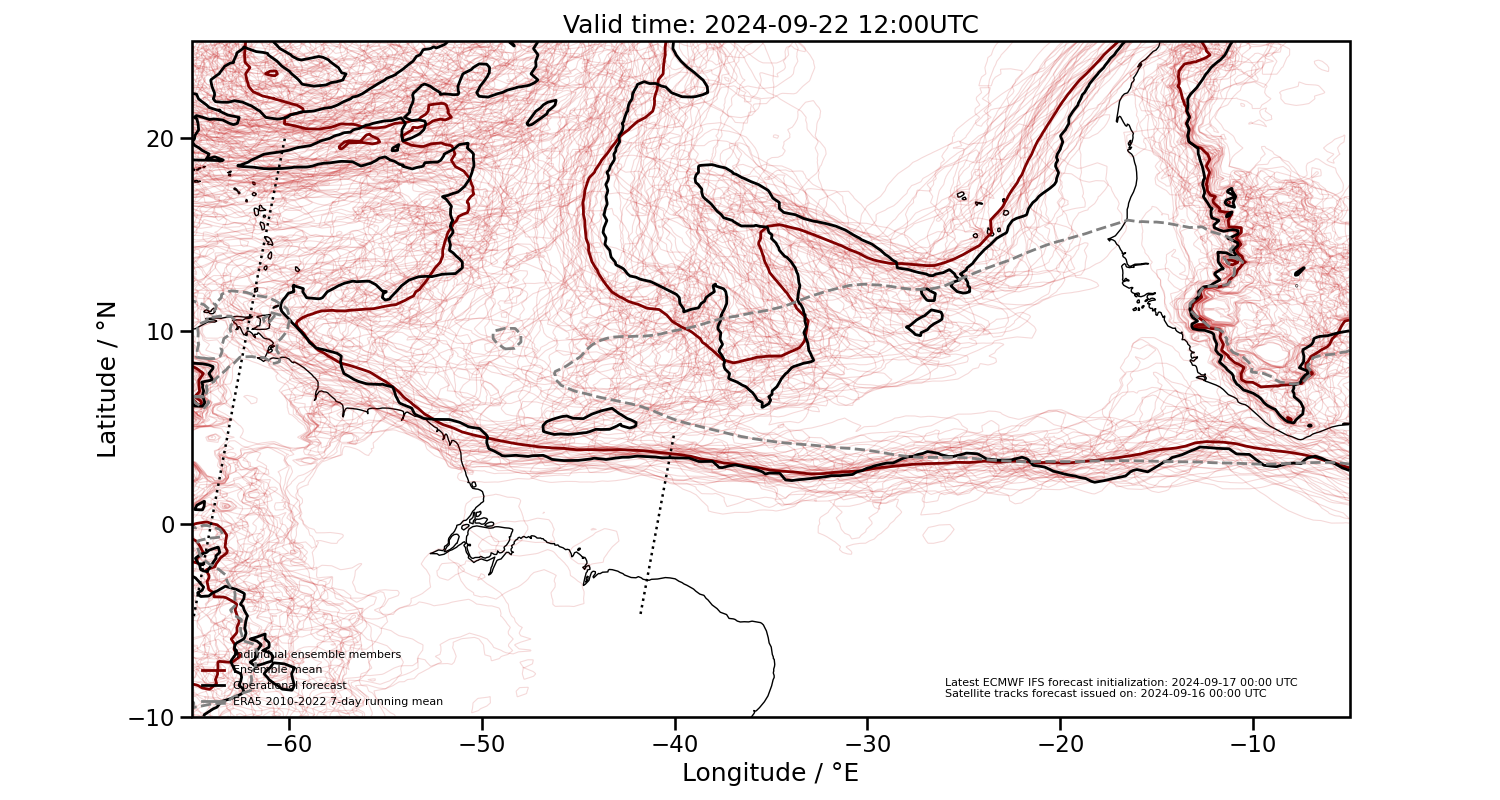 Valid time: 2024-09-22 12:00UTC
20
10
0
−10
Latitude / °N
Individual ensemble members
Ensemble mean
Operational forecast
ERA5 2010-2022 7-day running mean
Latest ECMWF IFS forecast initialization: 2024-09-17 00:00 UTC
Satellite tracks forecast issued on: 2024-09-16 00:00 UTC
−60 −50 −40 −30 −20 −10
Longitude / °E